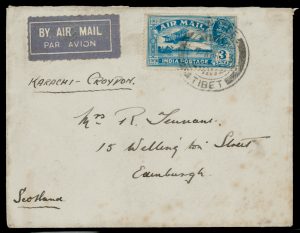 BY AIR MAIL
PAR AVION
AIR MAIL
3 As
INDIA POSTAGE
TIBET
KARACHI - CROYDON.
Mrs R. Tennant
15 Wellington Street
Edinburgh.
Scotland